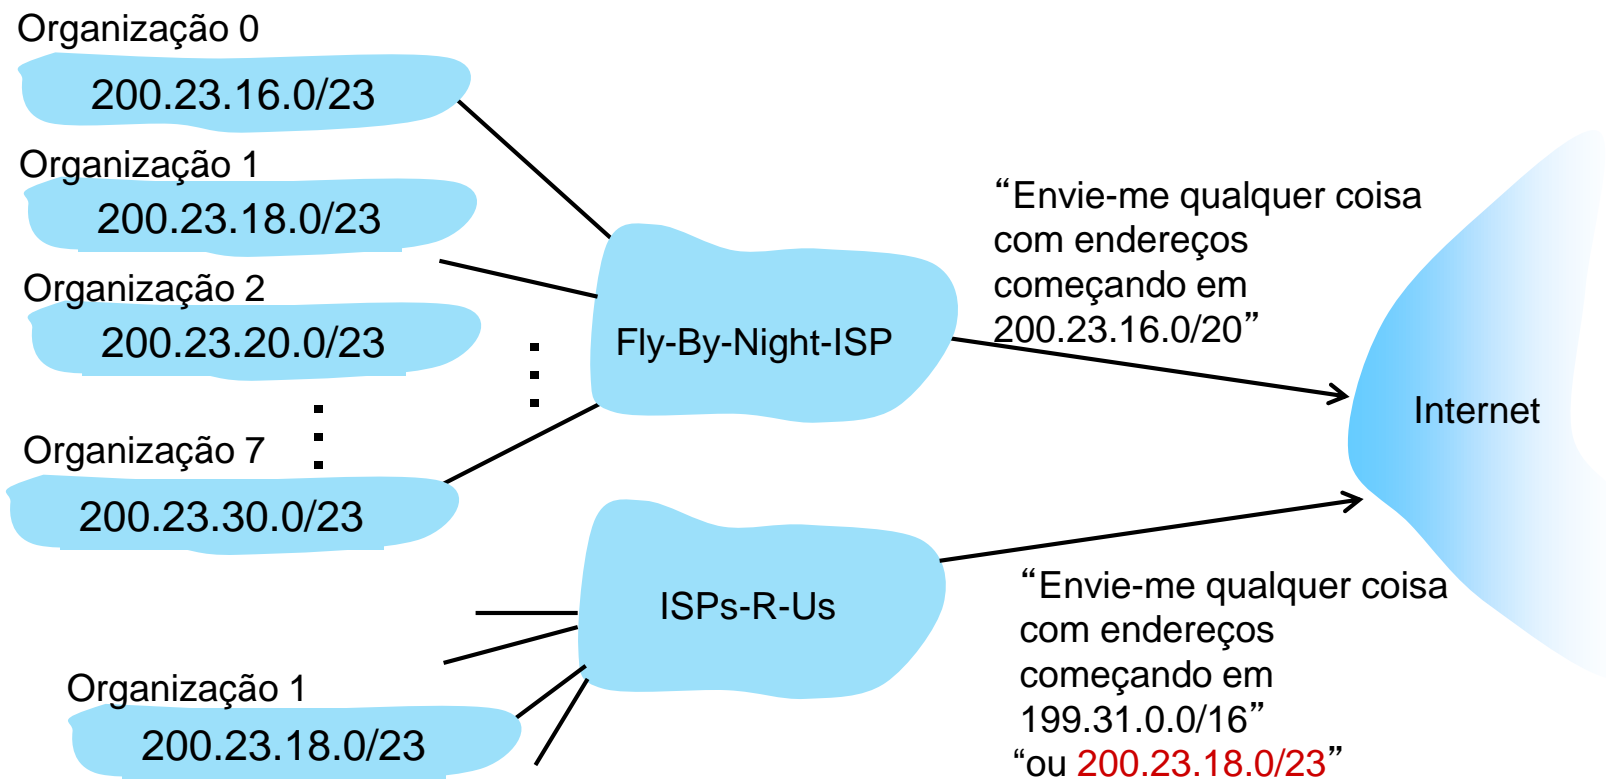 Organização 0
200.23.16.0/23
Organização 1
200.23.18.0/23
Organização 2
200.23.20.0/23
Organização 7
200.23.30.0/23
Fly-By-Night-ISP
“Envie-me qualquer coisa
com endereços
começando em
200.23.16.0/20”
Internet
ISPs-R-Us
Organização 1
200.23.18.0/23
“Envie-me qualquer coisa
com endereços
começando em
199.31.0.0/16”
“ou 200.23.18.0/23”